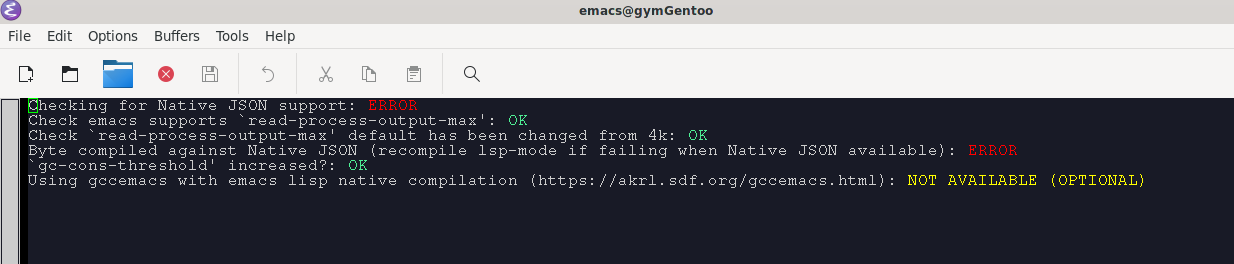 emacs@gymGentoo
File Edit Options Buffers Tools Help
Checking for Native JSON support: ERROR
Check emacs supports `read-process-output-max': OK
Check `read-process-output-max' default has been changed from 4k: OK
Byte compiled against Native JSON (recompile lsp-mode if failing when Native JSON available): ERROR
`gc-cons-threshold' increased?: OK
Using gccemacs with emacs lisp native compilation (https://akrl.sdf.org/gccemacs.html): NOT AVAILABLE (OPTIONAL)